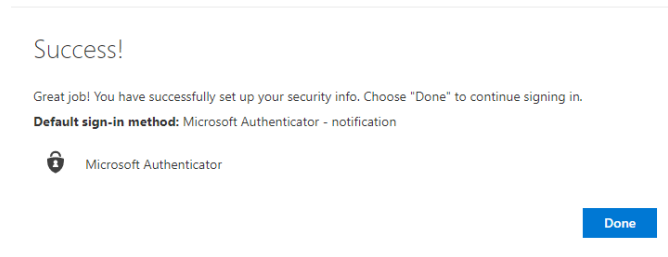 Success!
Great job! You have successfully set up your security info. Choose "Done" to continue signing in.
Default sign-in method: Microsoft Authenticator - notification
Microsoft Authenticator
Done